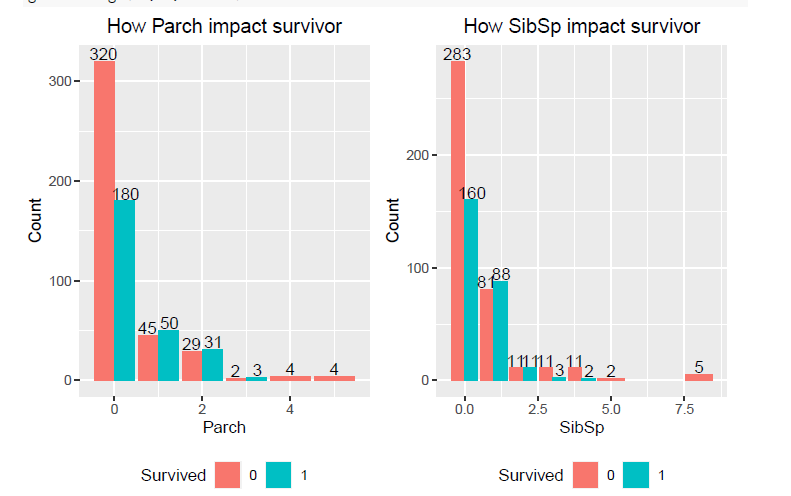 How Parch impact survivor
320
180
45
50
29
31
2
3
4
4
300
200
100
0
Count
0 2 4
Parch
Survived 0 1
How SibSp impact survivor
283
160
81
88
11
11
11
3
11
2
2
5
200
100
0
Count
0.0 2.5 5.0 7.5
SibSp
Survived 0 1